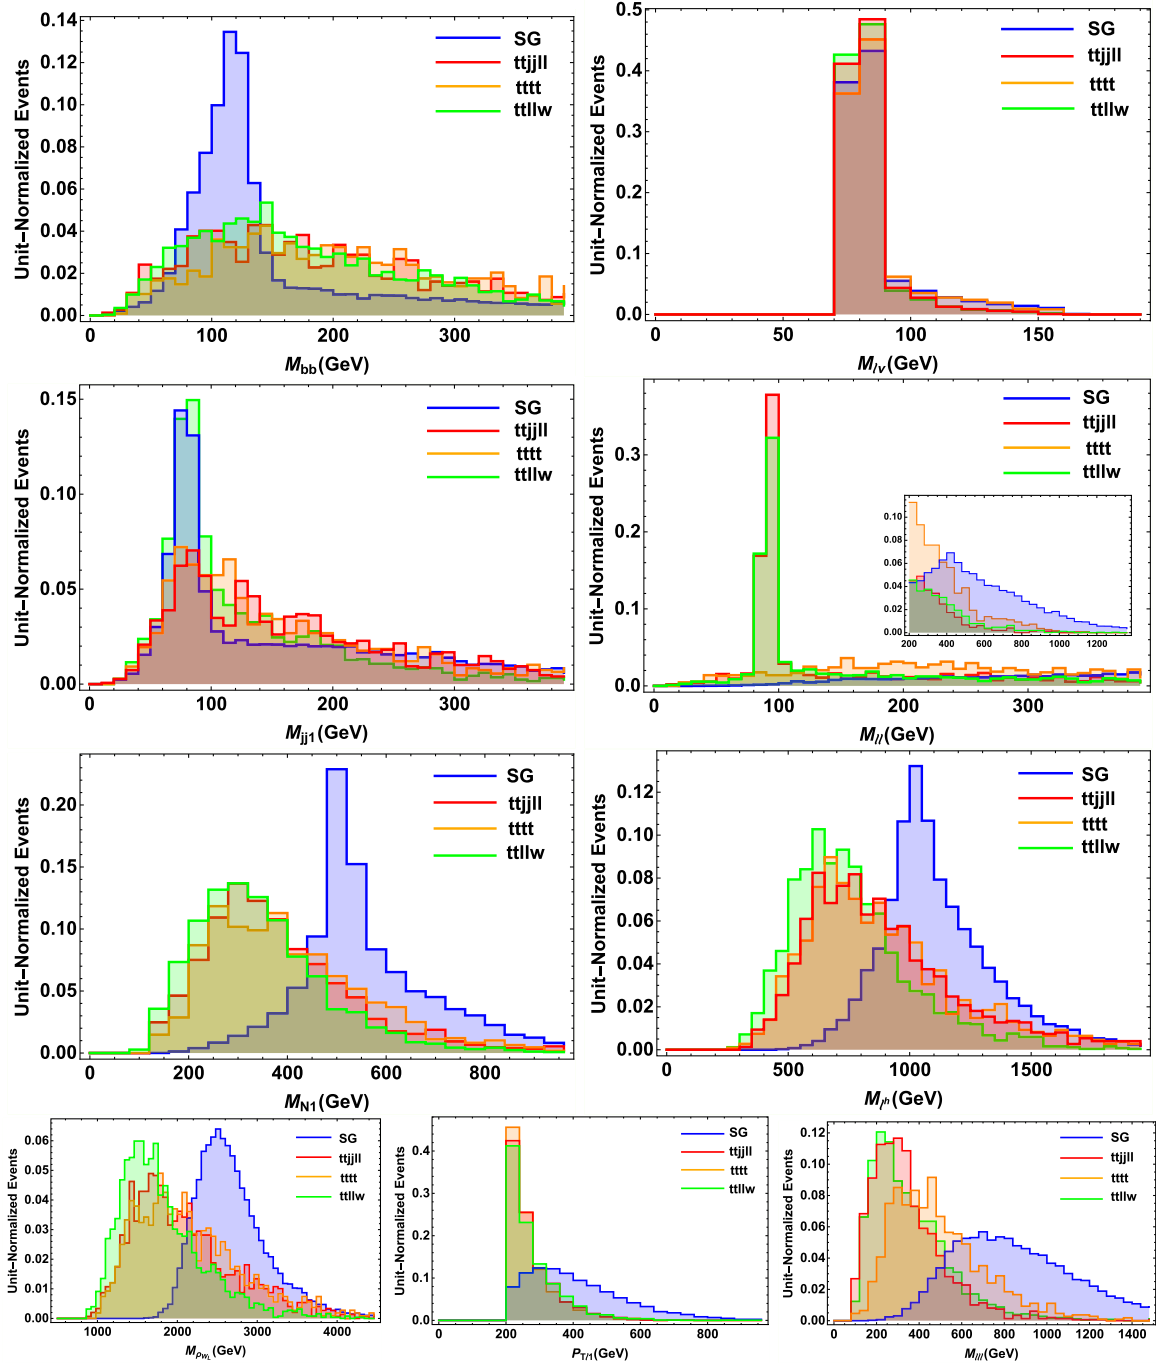 0.14
0.12
0.10
0.08
0.06
0.04
0.02
0.00
Unit−Normalized Events
SG
ttjjll
tttt
ttllw
0 100 200 300
Mbb(GeV)
0.5
0.4
0.3
0.2
0.1
0.0
Unit−Normalized Events
SG
ttjjll
tttt
ttllw
0 50 100 150
Mlν(GeV)
0.15
0.10
0.05
0.00
Unit−Normalized Events
SG
ttjjll
tttt
ttllw
0 100 200 300
Mjj1(GeV)
0.3
0.2
0.1
0.0
Unit−Normalized Events
SG
ttjjll
tttt
ttllw
0.10
0.08
0.06
0.04
0.02
0.00
200 400 600 800 1000 1200
0 100 200 300
Mll(GeV)
0.20
0.15
0.10
0.05
0.00
Unit−Normalized Events
SG
ttjjll
tttt
ttllw
0 200 400 600 800
MN1(GeV)
0.12
0.10
0.08
0.06
0.04
0.02
0.00
Unit−Normalized Events
SG
ttjjll
tttt
ttllw
0 500 1000 1500
Mlh(GeV)
0.06
0.05
0.04
0.03
0.02
0.01
0.00
Unit−Normalized Events
SG
ttjjll
tttt
ttllw
1000 2000 3000 4000
MρWL(GeV)
0.4
0.3
0.2
0.1
0.0
Unit−Normalized Events
SG
ttjjll
tttt
ttllw
0 200 400 600 800
PTl1(GeV)
0.12
0.10
0.08
0.06
0.04
0.02
0.00
Unit−Normalized Events
SG
ttjjll
tttt
ttllw
0 200 400 600 800 1000 1200 1400
Mlll(GeV)